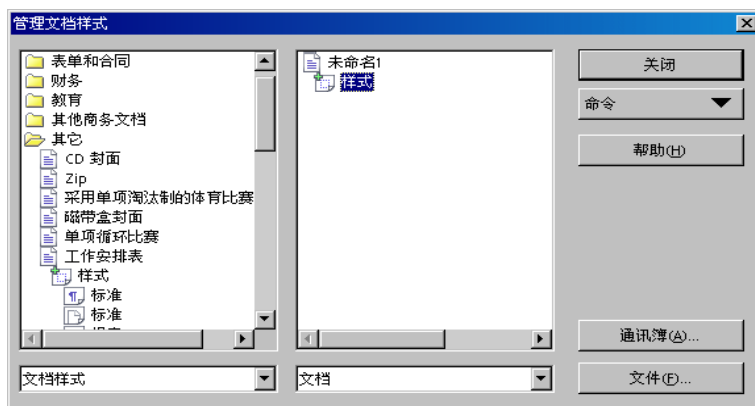 管理文档样式
表单和合同
财务
教育
其他商务文档
其它
CD 封面
Zip
采用单项淘汰制的体育比赛
磁带盒封面
单项循环比赛
工作安排表
样式
标准
标准
文档样式
未命名1
样式
文档
关闭
命令
帮助(H)
通讯簿(A)...
文件(F)...